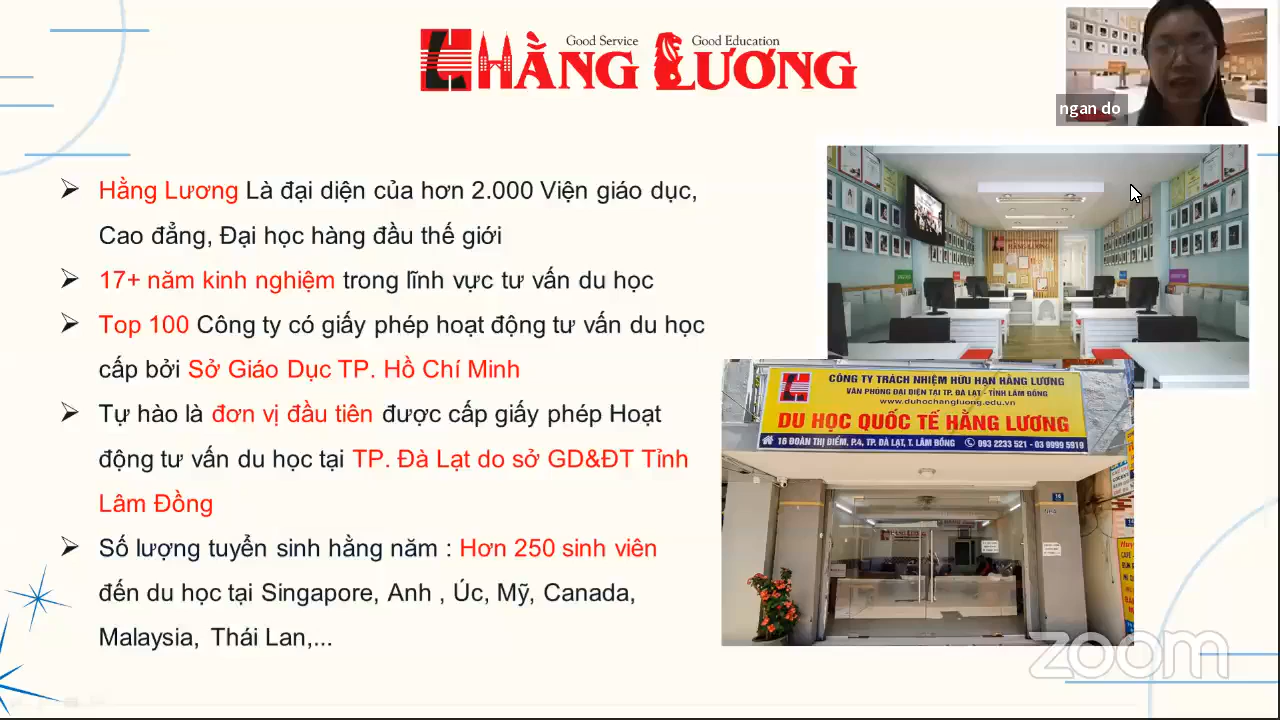 Good Service Good Education
HẰNG LƯƠNG
ngan do
Hằng Lương Là đại diện của hơn 2.000 Viện giáo dục,
Cao đẳng, Đại học hàng đầu thế giới
17+ năm kinh nghiệm trong lĩnh vực tư vấn du học
Top 100 Công ty có giấy phép hoạt động tư vấn du học
cấp bởi Sở Giáo Dục TP. Hồ Chí Minh
Tự hào là đơn vị đầu tiên được cấp giấy phép Hoạt
động tư vấn du học tại TP. Đà Lạt do sở GD&ĐT Tỉnh
Lâm Đồng
Số lượng tuyển sinh hằng năm : Hơn 250 sinh viên
đến du học tại Singapore, Anh , Úc, Mỹ, Canada,
Malaysia, Thái Lan,...
HẰNG LƯƠNG
CÔNG TY TRÁCH NHIỆM HỮU HẠN HẰNG LƯƠNG
VĂN PHÒNG ĐẠI DIỆN TẠI TP. ĐÀ LẠT - TỈNH LÂM ĐỒNG
www.duhochangluong.edu.vn
DU HỌC QUỐC TẾ HẰNG LƯƠNG
16 ĐOÀN THỊ ĐIỂM, P.4, TP. ĐÀ LẠT, T. LÂM ĐỒNG 093 2233 521 - 03 9999 5919
16
zoom